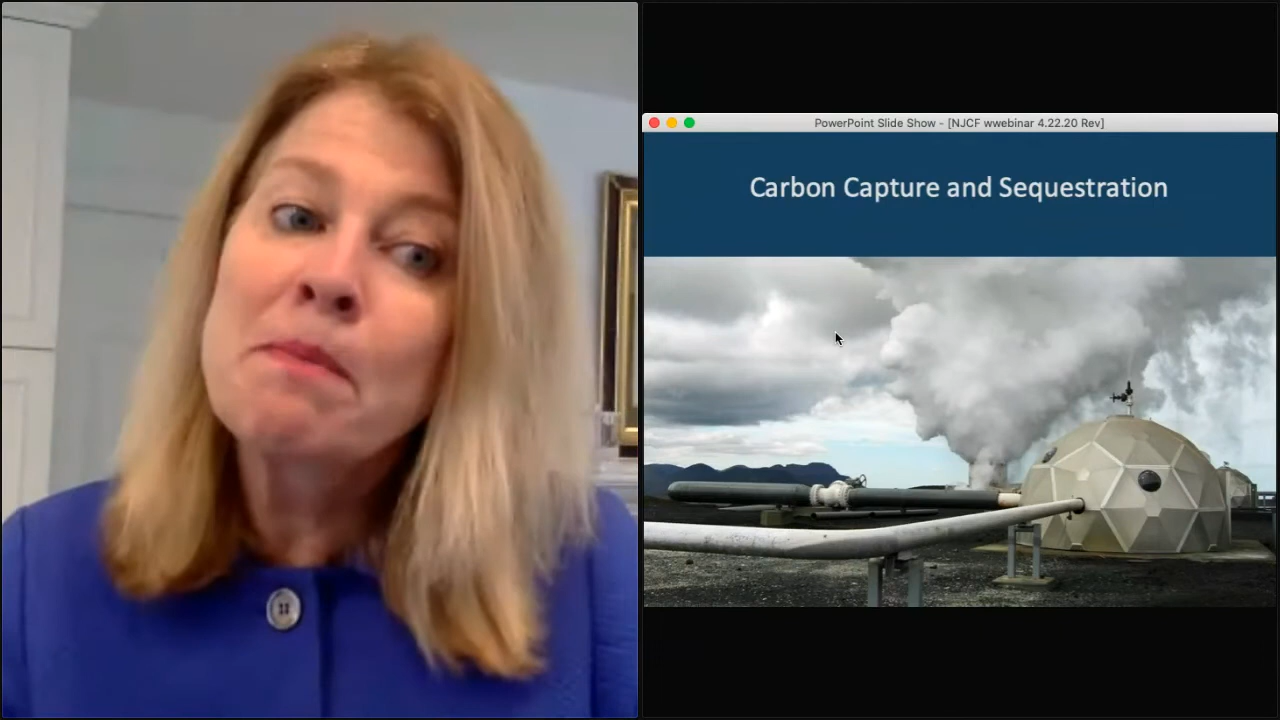 PowerPoint Slide Show - [NJCF wwebinar 4.22.20 Rev]
Carbon Capture and Sequestration